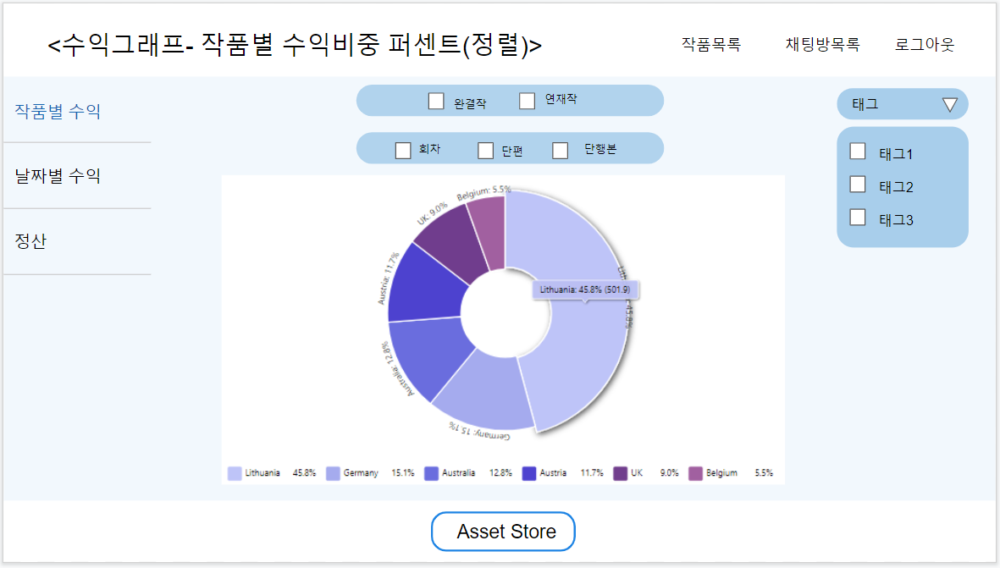 <수익그래프- 작품별 수익비중 퍼센트(정렬)>
작품목록 채팅방목록 로그아웃
작품별 수익
날짜별 수익
정산
완결작 연재작
회차 단편 단행본
태그
태그1
태그2
태그3
Belgium: 5.5%
UK: 9.0%
Austria: 11.7%
Australia: 12.8%
Germany: 15.1%
Lithuania: 45.8% (501.9)
Lithuania 45.8% Germany 15.1% Australia 12.8% Austria 11.7% UK 9.0% Belgium 5.5%
Asset Store